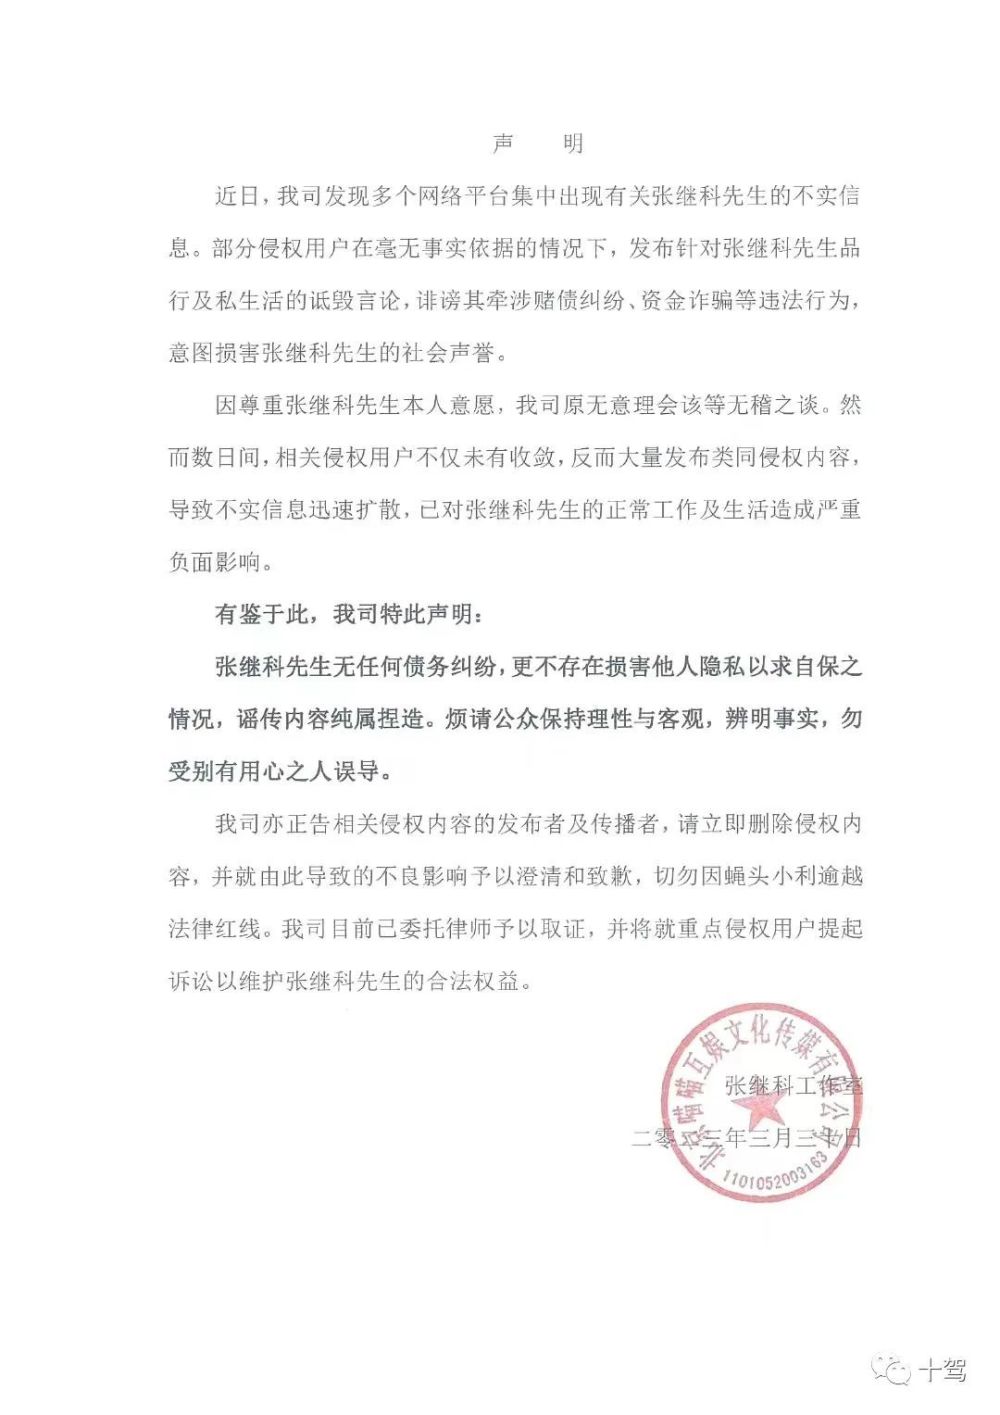 声 明
近日，我司发现多个网络平台集中出现有关张继科先生的不实信
息。部分侵权用户在毫无事实依据的情况下，发布针对张继科先生品
行及私生活的诋毁言论，诽谤其牵涉赌债纠纷、资金诈骗等违法行为，
意图损害张继科先生的社会声誉。
因尊重张继科先生本人意愿，我司原无意理会该等无稽之谈。然
而数日间，相关侵权用户不仅未有收敛，反而大量发布类同侵权内容，
导致不实信息迅速扩散，已对张继科先生的正常工作及生活造成严重
负面影响。
有鉴于此，我司特此声明：
张继科先生无任何债务纠纷，更不存在损害他人隐私以求自保之
情况，谣传内容纯属捏造。烦请公众保持理性与客观，辨明事实，勿
受别有用心之人误导。
我司亦正告相关侵权内容的发布者及传播者，请立即删除侵权内
容，并就由此导致的不良影响予以澄清和致歉，切勿因蝇头小利逾越
法律红线。我司目前已委托律师予以取证，并将就重点侵权用户提起
诉讼以维护张继科先生的合法权益。
张继科工作室
二零二三年三月三十日
北京喵喵互娱文化传媒有限公司
1101052003163
十驾